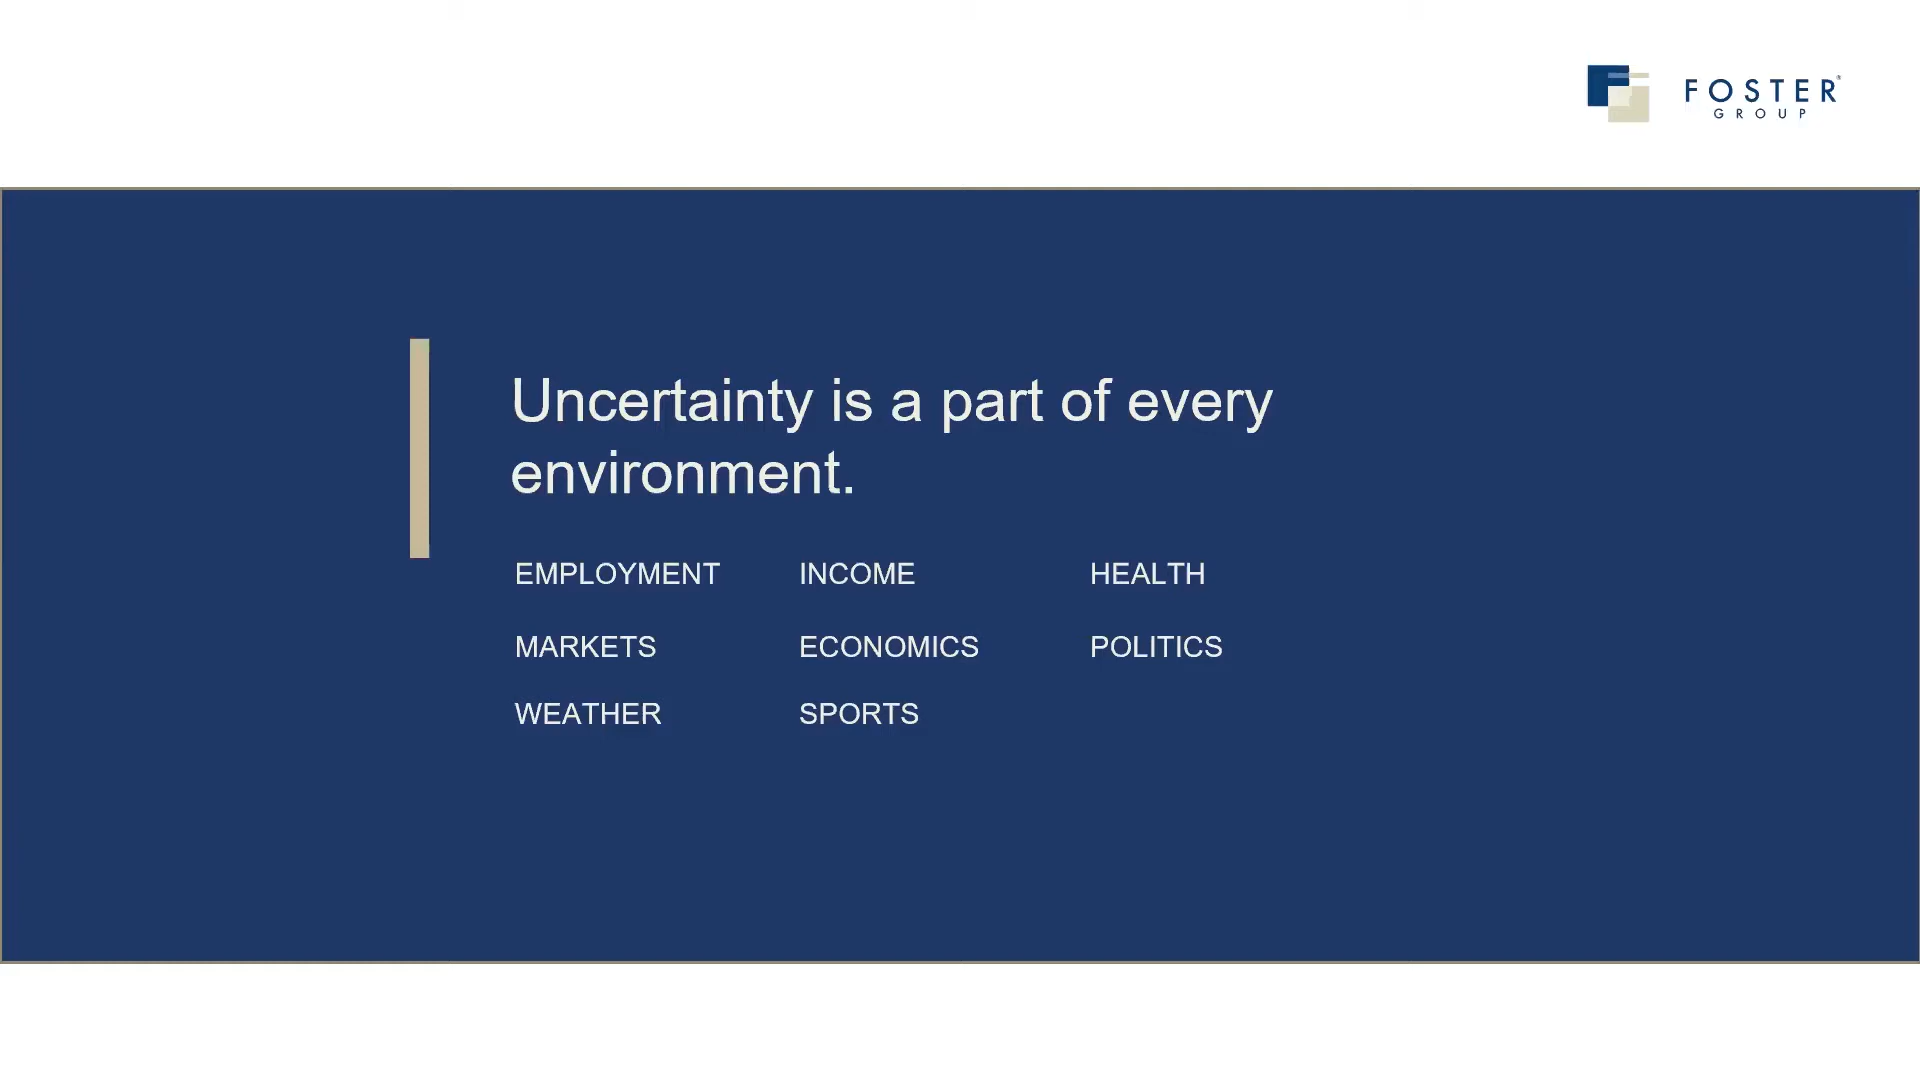 FOSTER®
GROUP
Uncertainty is a part of every
environment.
EMPLOYMENT INCOME HEALTH
MARKETS ECONOMICS POLITICS
WEATHER SPORTS